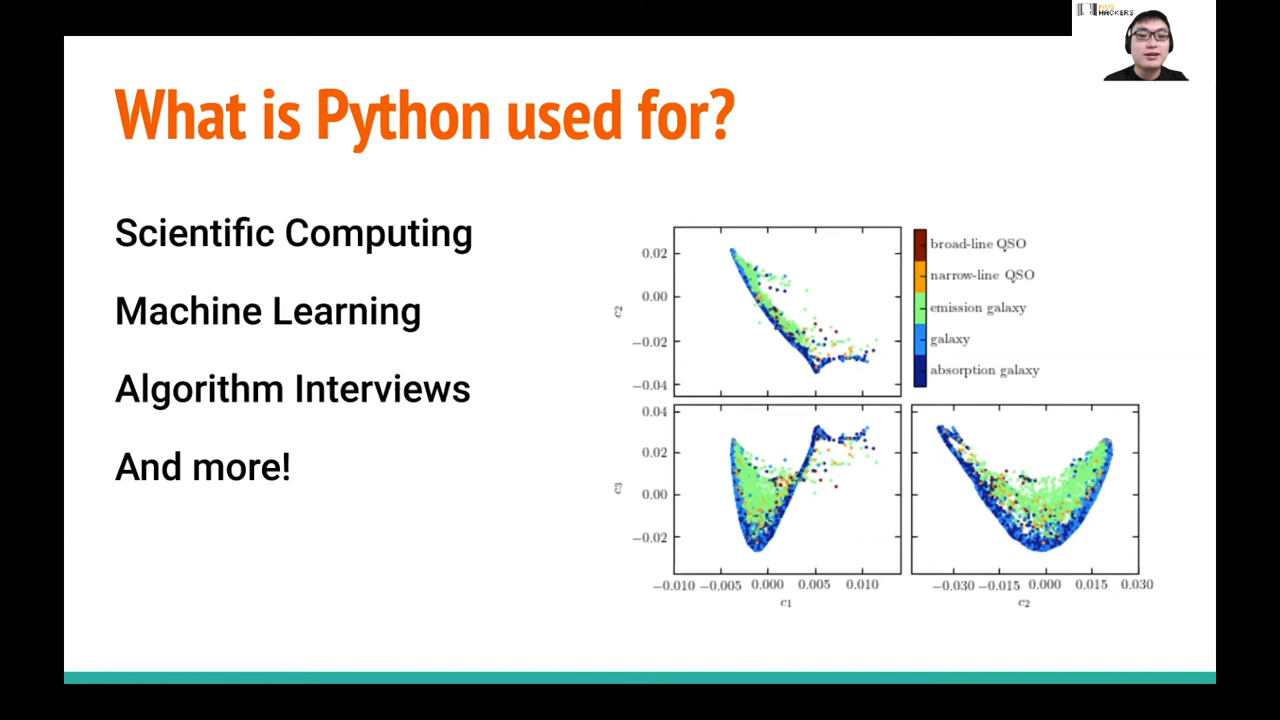 NUS
HACKERS
What is Python used for?
Scientific Computing
Machine Learning
Algorithm Interviews
And more!
0.02
0.00
−0.02
−0.04
c2
broad-line QSO
narrow-line QSO
emission galaxy
galaxy
absorption galaxy
0.04
0.02
0.00
−0.02
c3
−0.010 −0.005 0.000 0.005 0.010
c1
−0.030 −0.015 0.000 0.015 0.030
c2